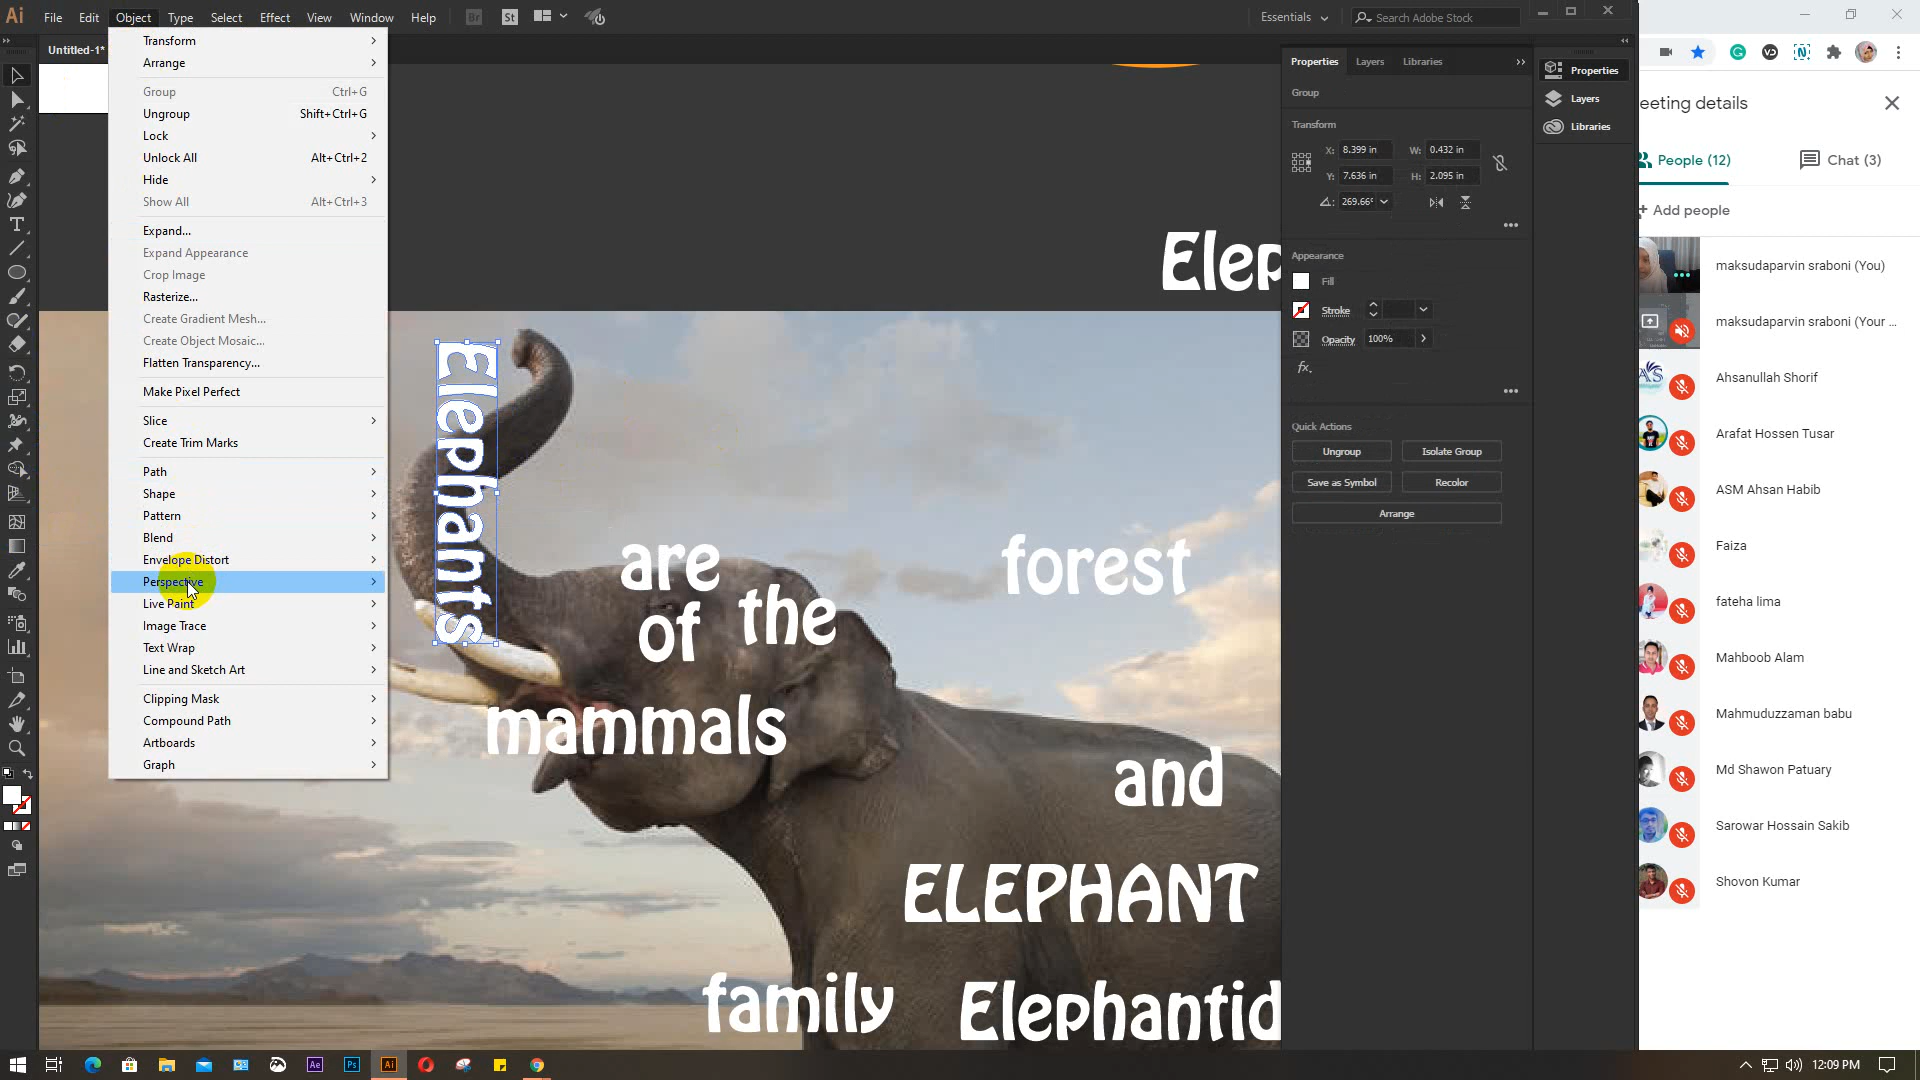 Ai File Edit Object Type Select Effect View Window Help Br St Essentials Search Adobe Stock
Untitled-1*
Transform
Arrange
Group Ctrl+G
Ungroup Shift+Ctrl+G
Lock
Unlock All Alt+Ctrl+2
Hide
Show All Alt+Ctrl+3
Expand...
Expand Appearance
Crop Image
Rasterize...
Create Gradient Mesh...
Create Object Mosaic...
Flatten Transparency...
Make Pixel Perfect
Slice
Create Trim Marks
Path
Shape
Pattern
Blend
Envelope Distort
Perspective
Live Paint
Image Trace
Text Wrap
Line and Sketch Art
Clipping Mask
Compound Path
Artboards
Graph
Elep
Elephants
are
of the
forest
mammals
and
ELEPHANT
family Elephantid
Properties Layers Libraries
Group
Transform
X: 8.399 in W: 0.432 in
Y: 7.636 in H: 2.095 in
269.66°
Appearance
Fill
Stroke
Opacity 100%
fx.
Quick Actions
Ungroup Isolate Group
Save as Symbol Recolor
Arrange
Properties
Layers
Libraries
eeting details
People (12) Chat (3)
Add people
maksudaparvin sraboni (You)
maksudaparvin sraboni (Your ...
Ahsanullah Shorif
Arafat Hossen Tusar
ASM Ahsan Habib
Faiza
fateha lima
Mahboob Alam
Mahmuduzzaman babu
Md Shawon Patuary
Sarowar Hossain Sakib
Shovon Kumar
Ae Ps Ai 12:09 PM